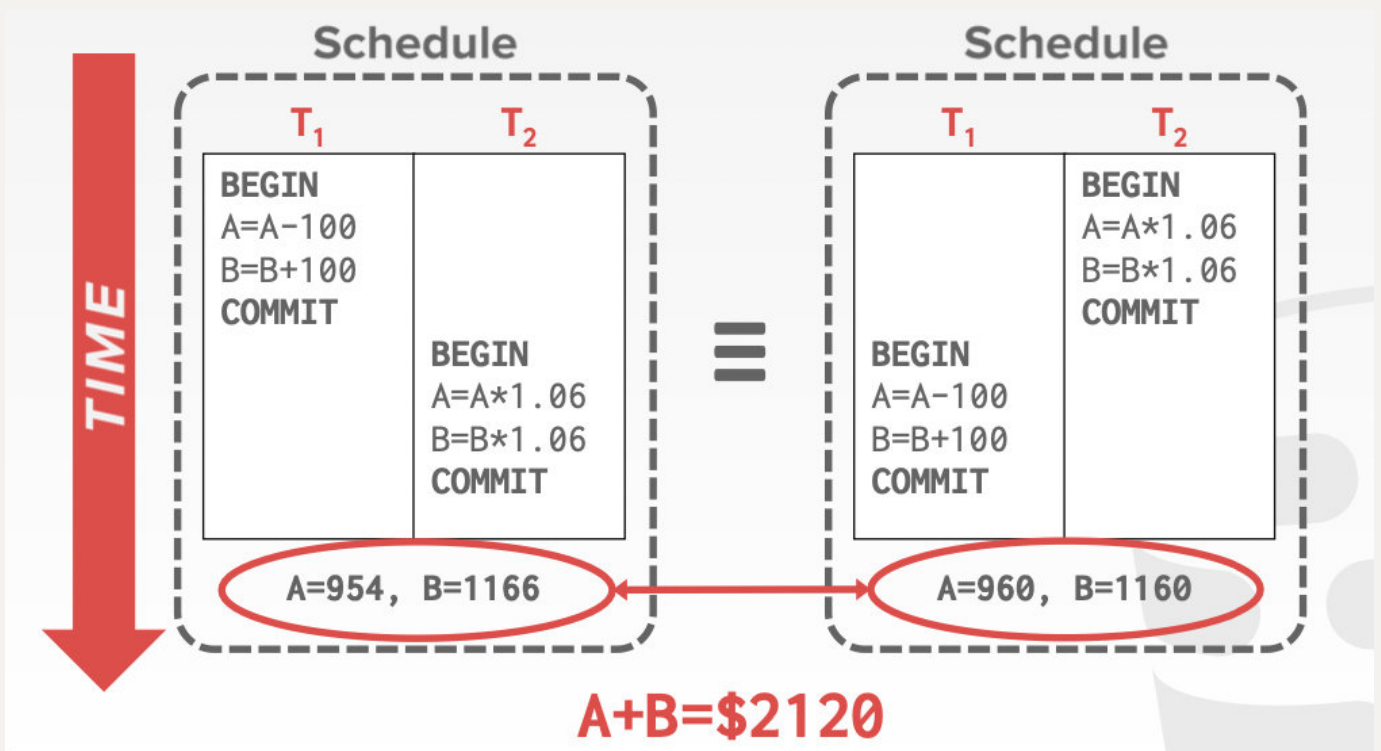 Schedule
T1 T2
BEGIN
A=A-100
B=B+100
COMMIT
BEGIN
A=A*1.06
B=B*1.06
COMMIT
A=954, B=1166
TIME
≡
Schedule
T1 T2
BEGIN
A=A*1.06
B=B*1.06
COMMIT
BEGIN
A=A-100
B=B+100
COMMIT
A=960, B=1160
A+B=$2120